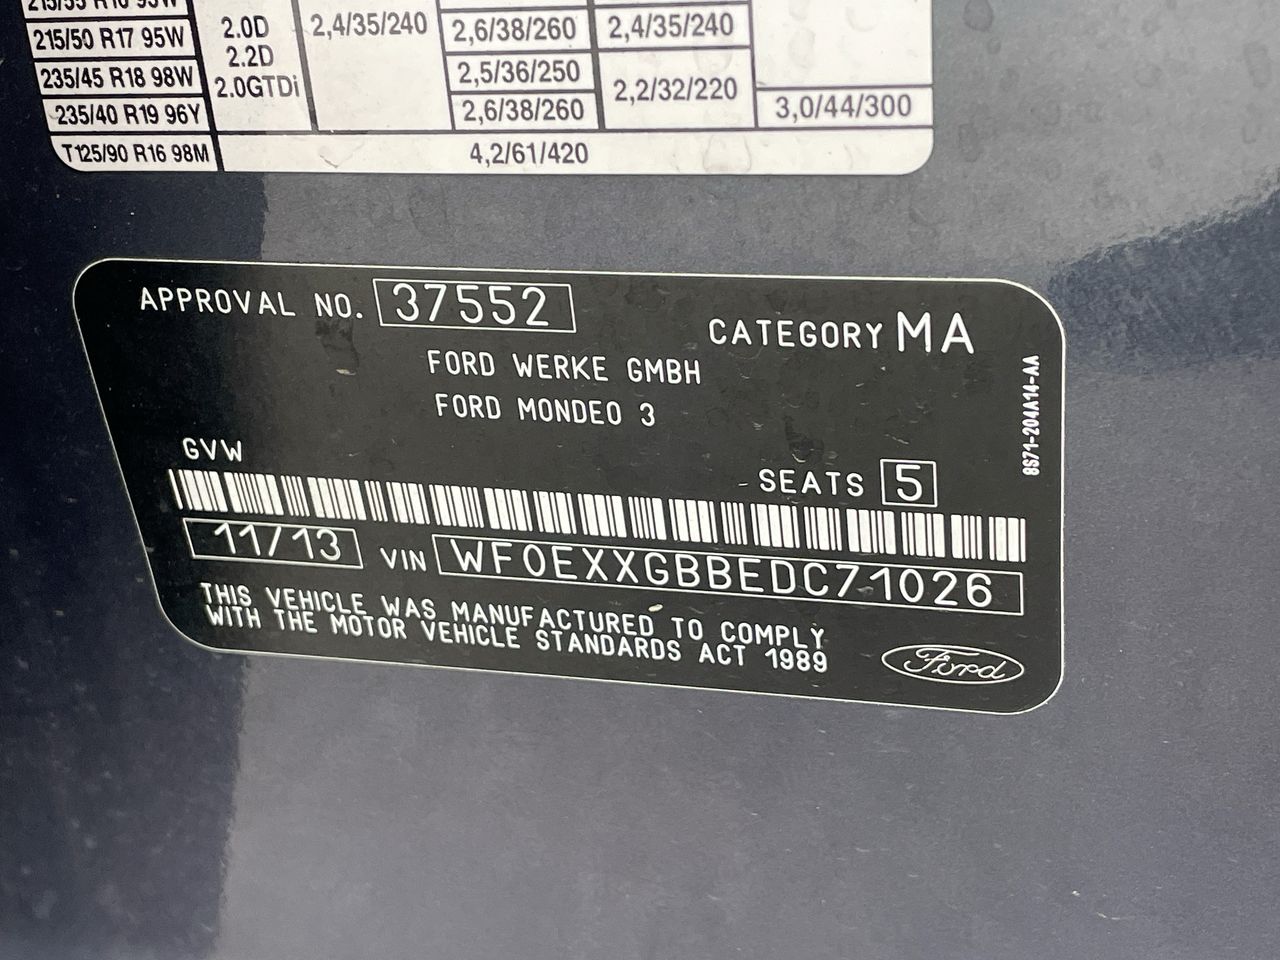 215/55 R16 93W
215/50 R17 95W 2.0D 2,4/35/240 2,6/38/260 2,4/35/240
235/45 R18 98W 2.2D 2,5/36/250 2,2/32/220
235/40 R19 96Y 2.0GTDi 2,6/38/260 3,0/44/300
T125/90 R16 98M 4,2/61/420
APPROVAL NO. 37552
CATEGORY MA
FORD WERKE GMBH
FORD MONDEO 3
8S71-204A14-AA
GVW
SEATS 5
11/13 VIN WF0EXXGBBEDC71026
THIS VEHICLE WAS MANUFACTURED TO COMPLY
WITH THE MOTOR VEHICLE STANDARDS ACT 1989
Ford